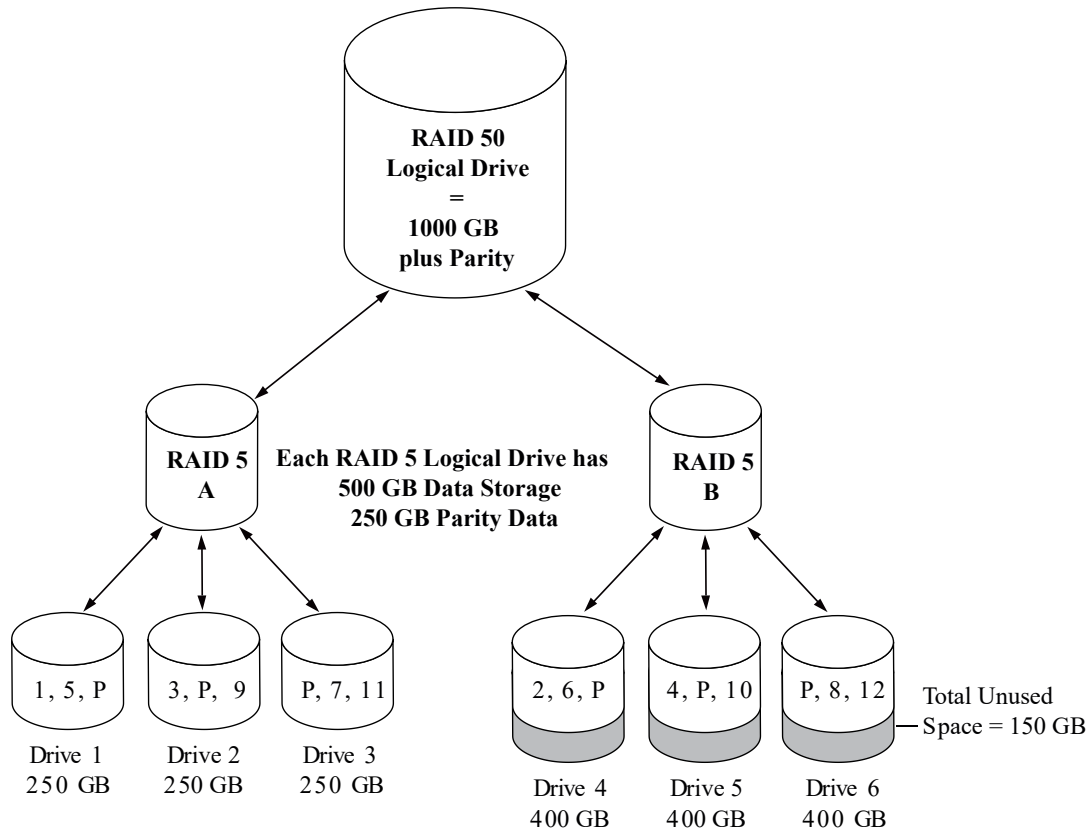 RAID 50
Logical Drive
=
1000 GB
plus Parity
RAID 5
A
Each RAID 5 Logical Drive has
500 GB Data Storage
250 GB Parity Data
RAID 5
B
1, 5, P
3, P, 9
P, 7, 11
2, 6, P
4, P, 10
P, 8, 12
Total Unused
Space = 150 GB
Drive 1
250 GB
Drive 2
250 GB
Drive 3
250 GB
Drive 4
400 GB
Drive 5
400 GB
Drive 6
400 GB